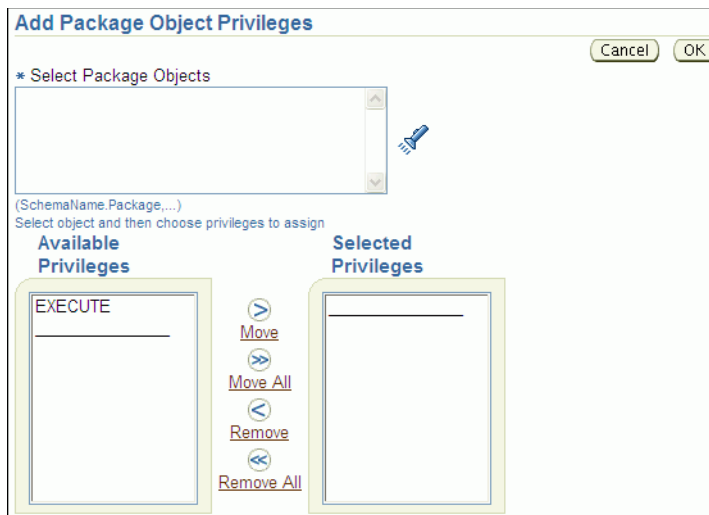 Add Package Object Privileges
Cancel OK
* Select Package Objects
(SchemaName.Package,...)
Select object and then choose privileges to assign
Available Privileges
Selected Privileges
EXECUTE
Move
Move All
Remove
Remove All